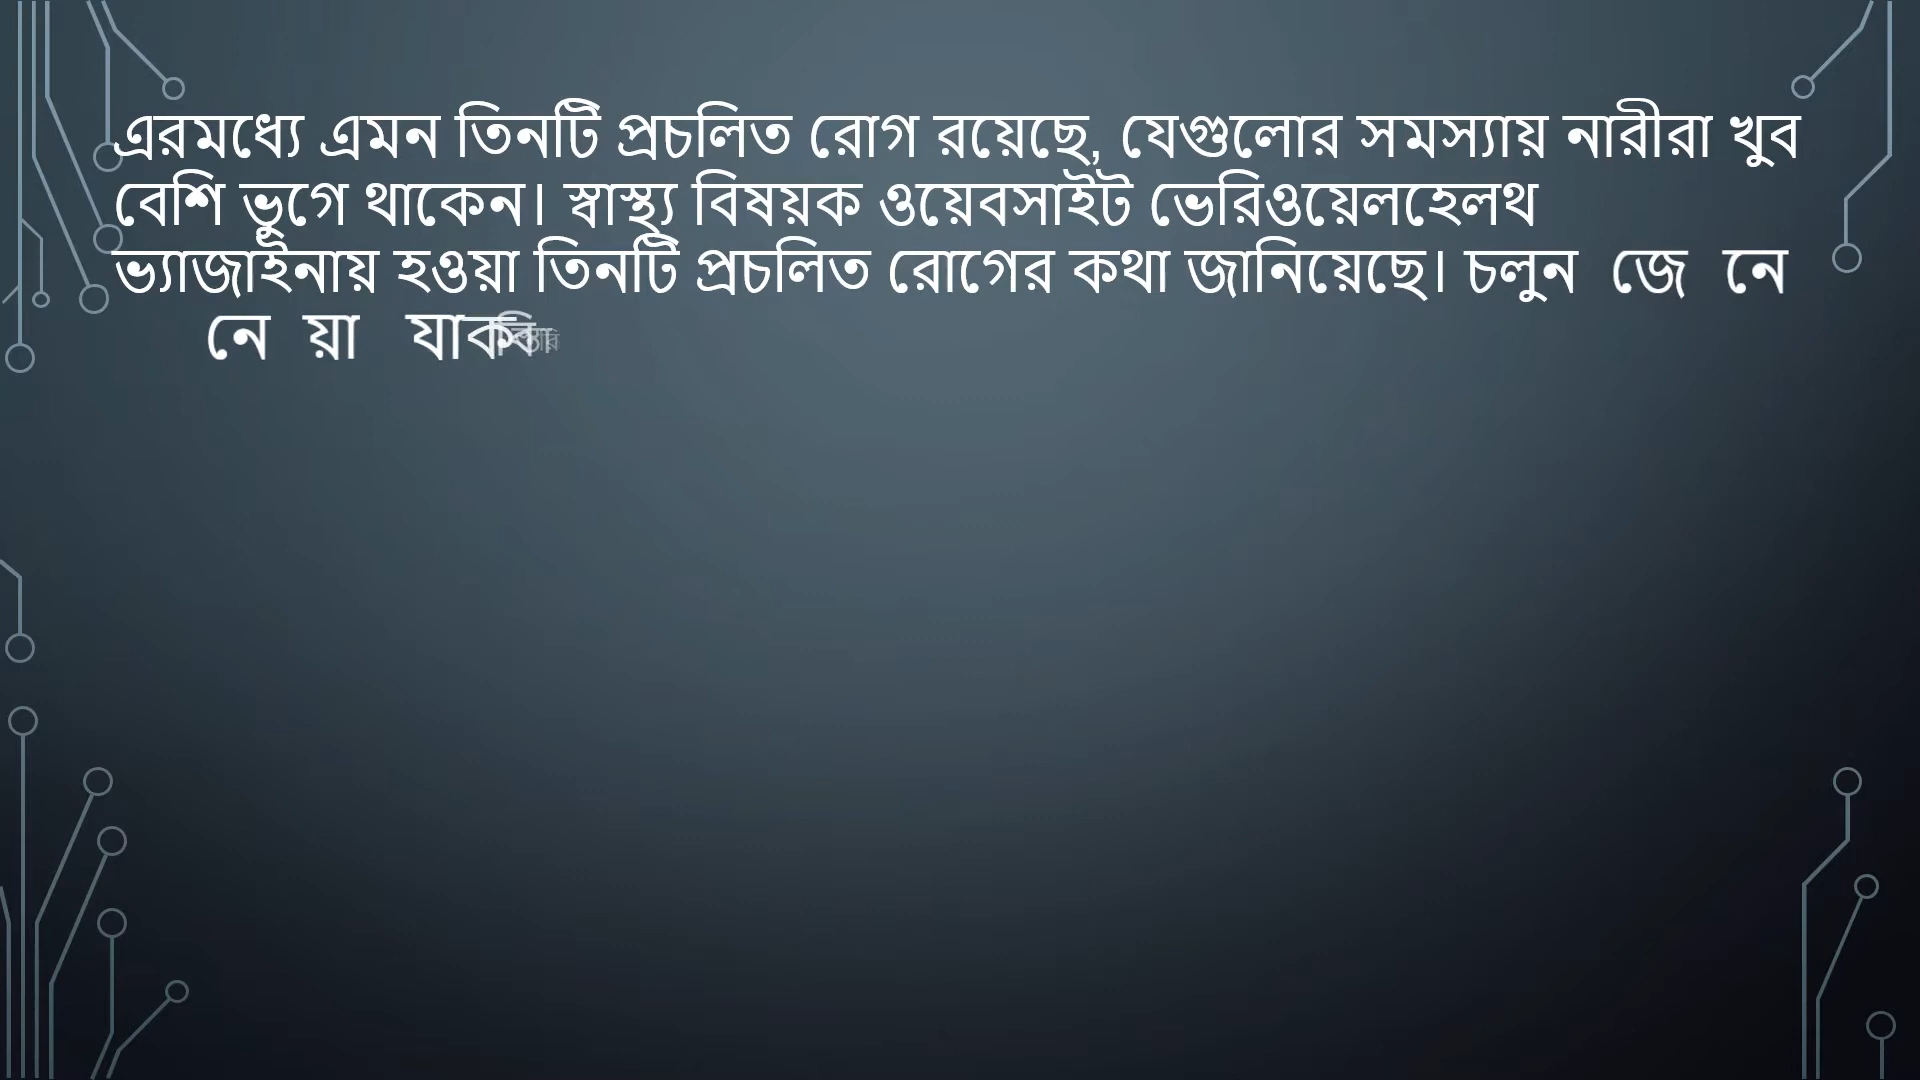 এরমধ্যে এমন তিনটি প্রচলিত রোগ রয়েছে, যেগুলোর সমস্যায় নারীরা খুব
বেশি ভুগে থাকেন। স্বাস্থ্য বিষয়ক ওয়েবসাইট ভেরিওয়েলহেলথ
ভ্যাজাইনায় হওয়া তিনটি প্রচলিত রোগের কথা জানিয়েছে। চলুন জেনে
নেয়া যাক